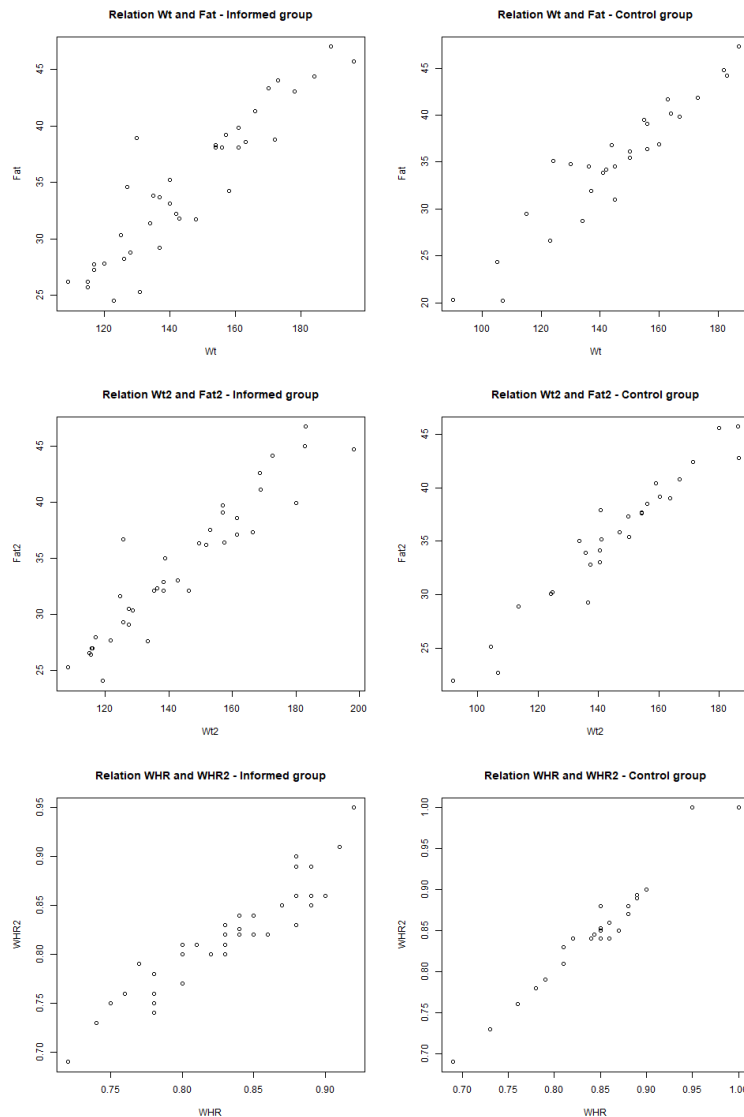 Relation Wt and Fat - Informed group
Fat
25 30 35 40 45
120 140 160 180
Wt
Relation Wt and Fat - Control group
Fat
20 25 30 35 40 45
100 120 140 160 180
Wt
Relation Wt2 and Fat2 - Informed group
Fat2
25 30 35 40 45
120 140 160 180 200
Wt2
Relation Wt2 and Fat2 - Control group
Fat2
25 30 35 40 45
100 120 140 160 180
Wt2
Relation WHR and WHR2 - Informed group
WHR2
0.70 0.75 0.80 0.85 0.90 0.95
0.75 0.80 0.85 0.90
WHR
Relation WHR and WHR2 - Control group
WHR2
0.70 0.75 0.80 0.85 0.90 0.95 1.00
0.70 0.75 0.80 0.85 0.90 0.95 1.00
WHR